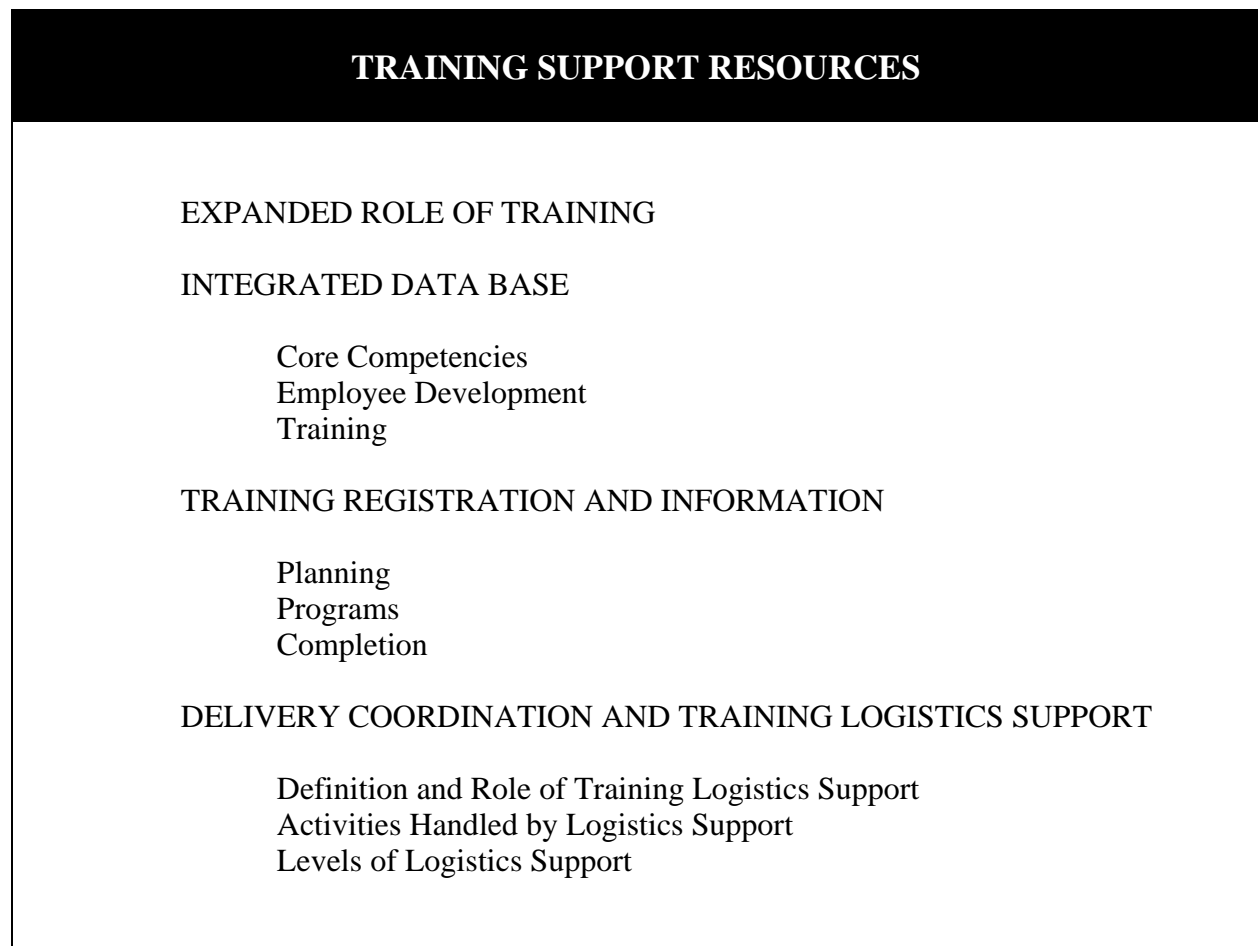 TRAINING SUPPORT RESOURCES
EXPANDED ROLE OF TRAINING
INTEGRATED DATA BASE
Core Competencies
Employee Development
Training
TRAINING REGISTRATION AND INFORMATION
Planning
Programs
Completion
DELIVERY COORDINATION AND TRAINING LOGISTICS SUPPORT
Definition and Role of Training Logistics Support
Activities Handled by Logistics Support
Levels of Logistics Support